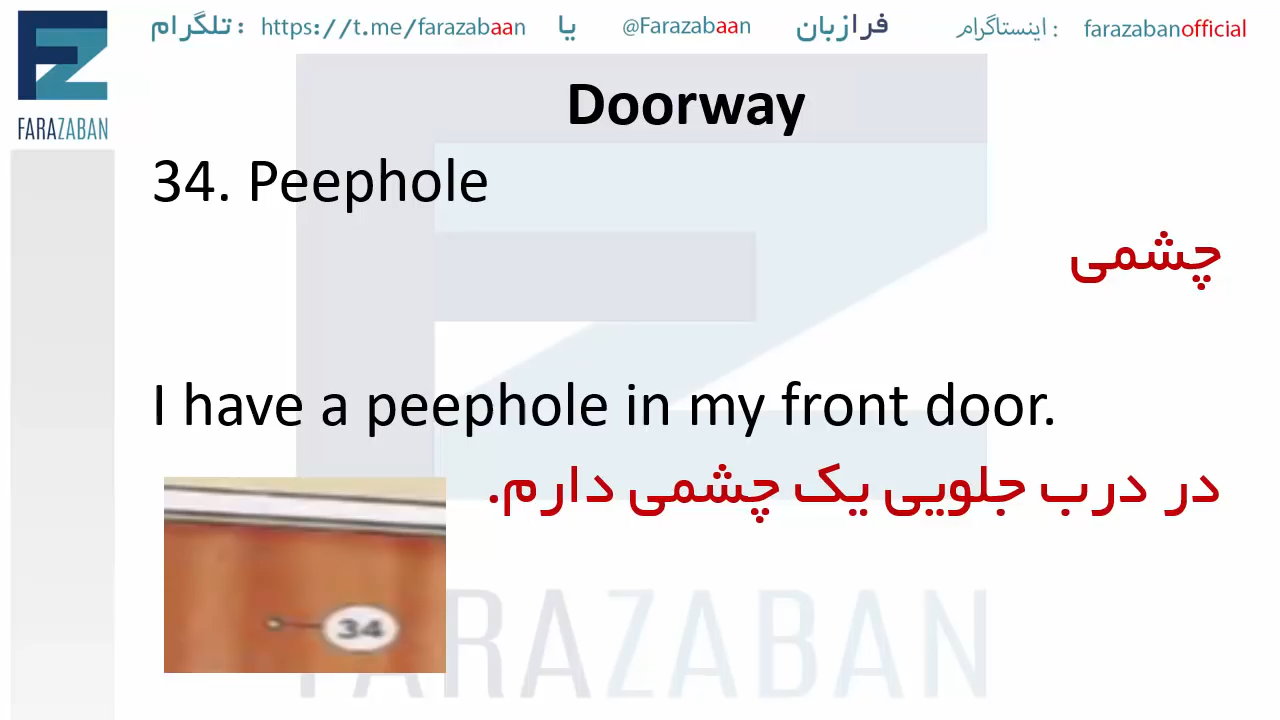 تلگرام : https://t.me/farazabaan یا @Farazabaan فرازبان اینستاگرام : farazabanofficial
FARAZABAN
Doorway
34. Peephole
چشمی
I have a peephole in my front door.
در درب جلویی یک چشمی دارم.
34
FARAZABAN